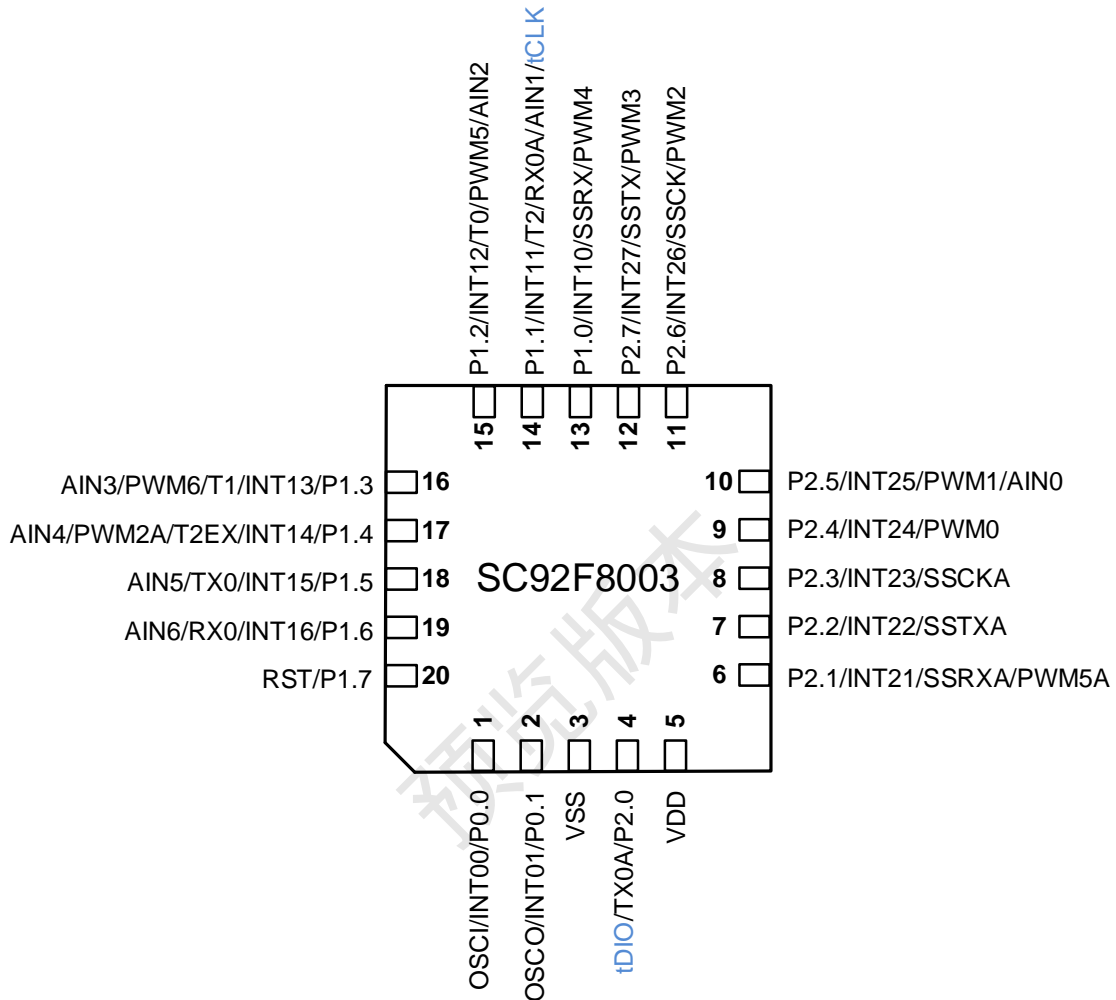 P1.2/INT12/T0/PWM5/AIN2
P1.1/INT11/T2/RX0A/AIN1/tCLK
P1.0/INT10/SSRX/PWM4
P2.7/INT27/SSTX/PWM3
P2.6/INT26/SSCK/PWM2
15
14
13
12
11
AIN3/PWM6/T1/INT13/P1.3 16
AIN4/PWM2A/T2EX/INT14/P1.4 17
AIN5/TX0/INT15/P1.5 18
AIN6/RX0/INT16/P1.6 19
RST/P1.7 20
SC92F8003
预览版本
10 P2.5/INT25/PWM1/AIN0
9 P2.4/INT24/PWM0
8 P2.3/INT23/SSCKA
7 P2.2/INT22/SSTXA
6 P2.1/INT21/SSRXA/PWM5A
1
2
3
4
5
OSCI/INT00/P0.0
OSCO/INT01/P0.1
VSS
tDIO/TX0A/P2.0
VDD